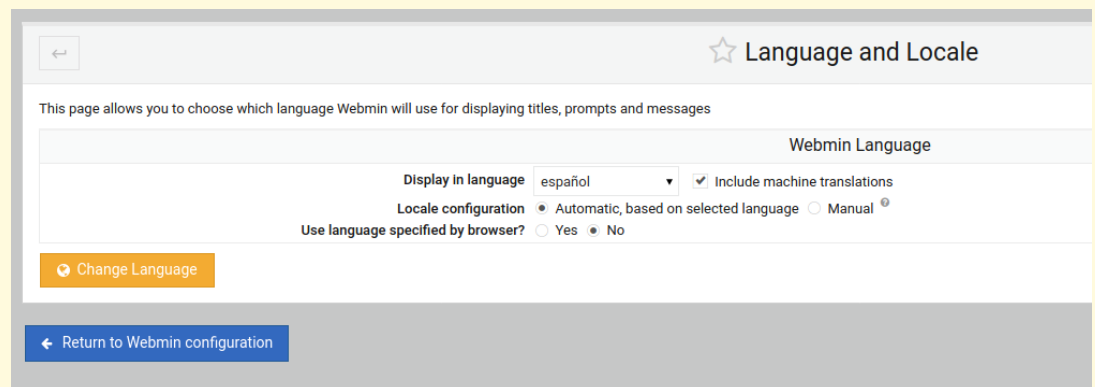 Language and Locale
This page allows you to choose which language Webmin will use for displaying titles, prompts and messages
Webmin Language
Display in language español Include machine translations
Locale configuration Automatic, based on selected language Manual ?
Use language specified by browser? Yes No
Change Language
Return to Webmin configuration